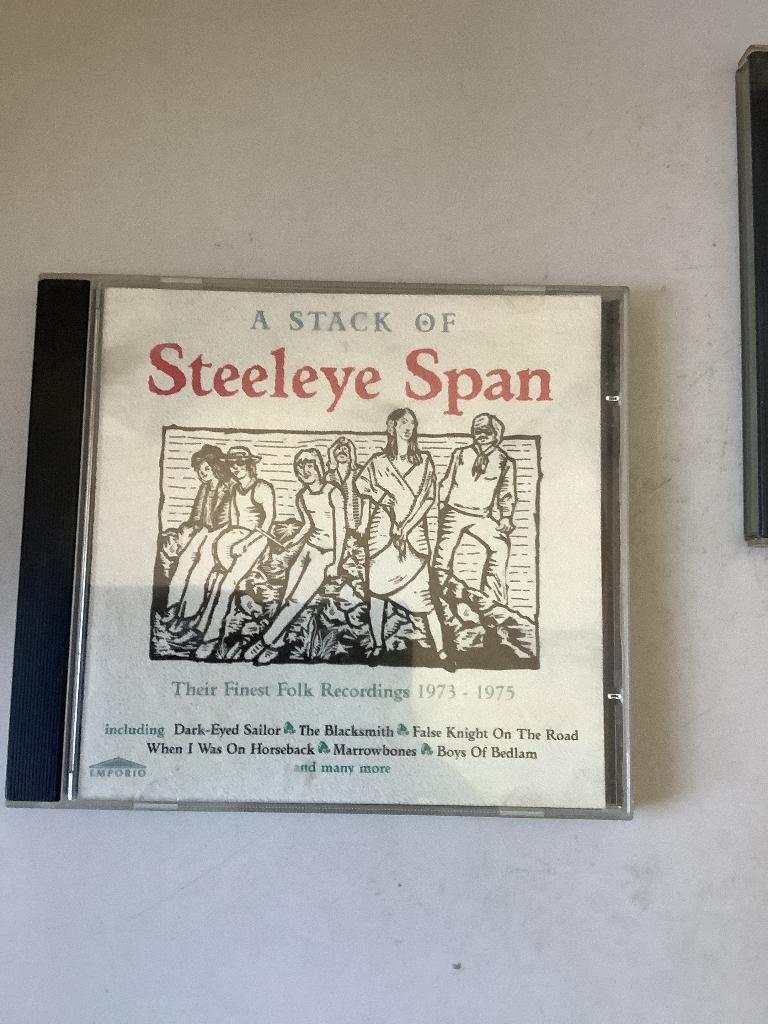 A STACK OF
Steeleye Span
Their Finest Folk Recordings 1973 - 1975
including Dark-Eyed Sailor The Blacksmith False Knight On The Road
When I Was On Horseback Marrowbones Boys Of Bedlam
and many more
EMPORIO